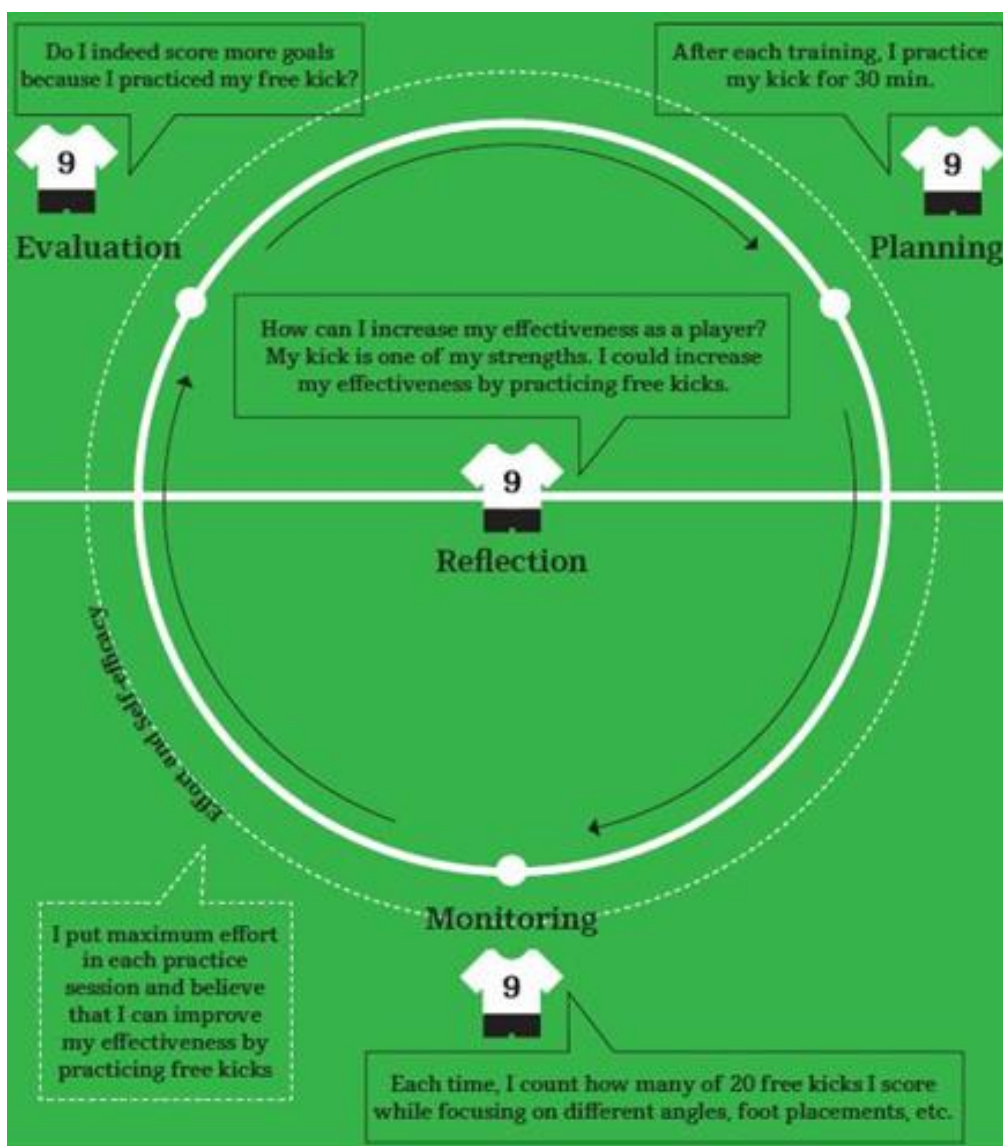 Do I indeed score more goals
because I practiced my free kick?
After each training, I practice
my kick for 30 min.
9
9
Evaluation
Planning
How can I increase my effectiveness as a player?
My kick is one of my strengths. I could increase
my effectiveness by practicing free kicks.
9
Reflection
Effort and Self-efficacy
I put maximum effort
in each practice
session and believe
that I can improve
my effectiveness by
practicing free kicks
Monitoring
9
Each time, I count how many of 20 free kicks I score
while focusing on different angles, foot placements, etc.